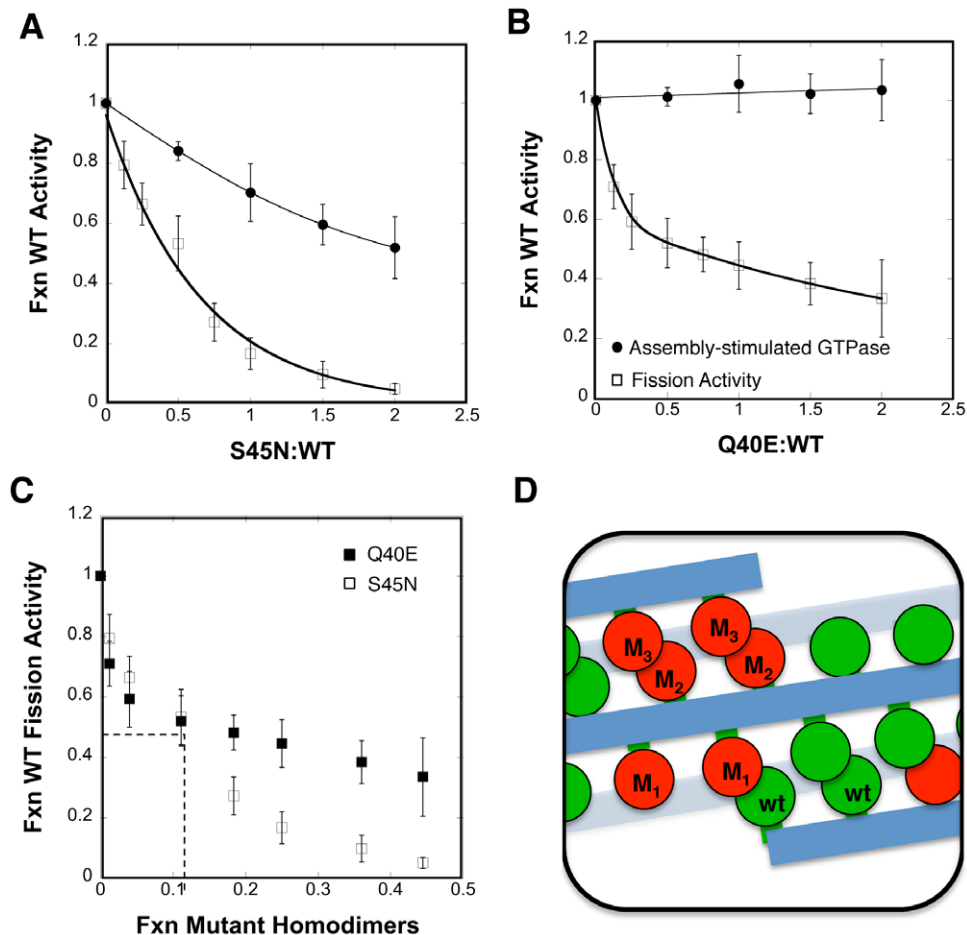 A
1.2
1
0.8
0.6
0.4
0.2
0
Fxn WT Activity
0 0.5 1 1.5 2 2.5
S45N:WT
B
1.2
1
0.8
0.6
0.4
0.2
0
Fxn WT Activity
Assembly-stimulated GTPase
Fission Activity
0 0.5 1 1.5 2 2.5
Q40E:WT
C
1.2
1
0.8
0.6
0.4
0.2
0
Fxn WT Fission Activity
Q40E
S45N
0 0.1 0.2 0.3 0.4 0.5
Fxn Mutant Homodimers
D
M3
M3
M2
M2
M1
M1
wt
wt